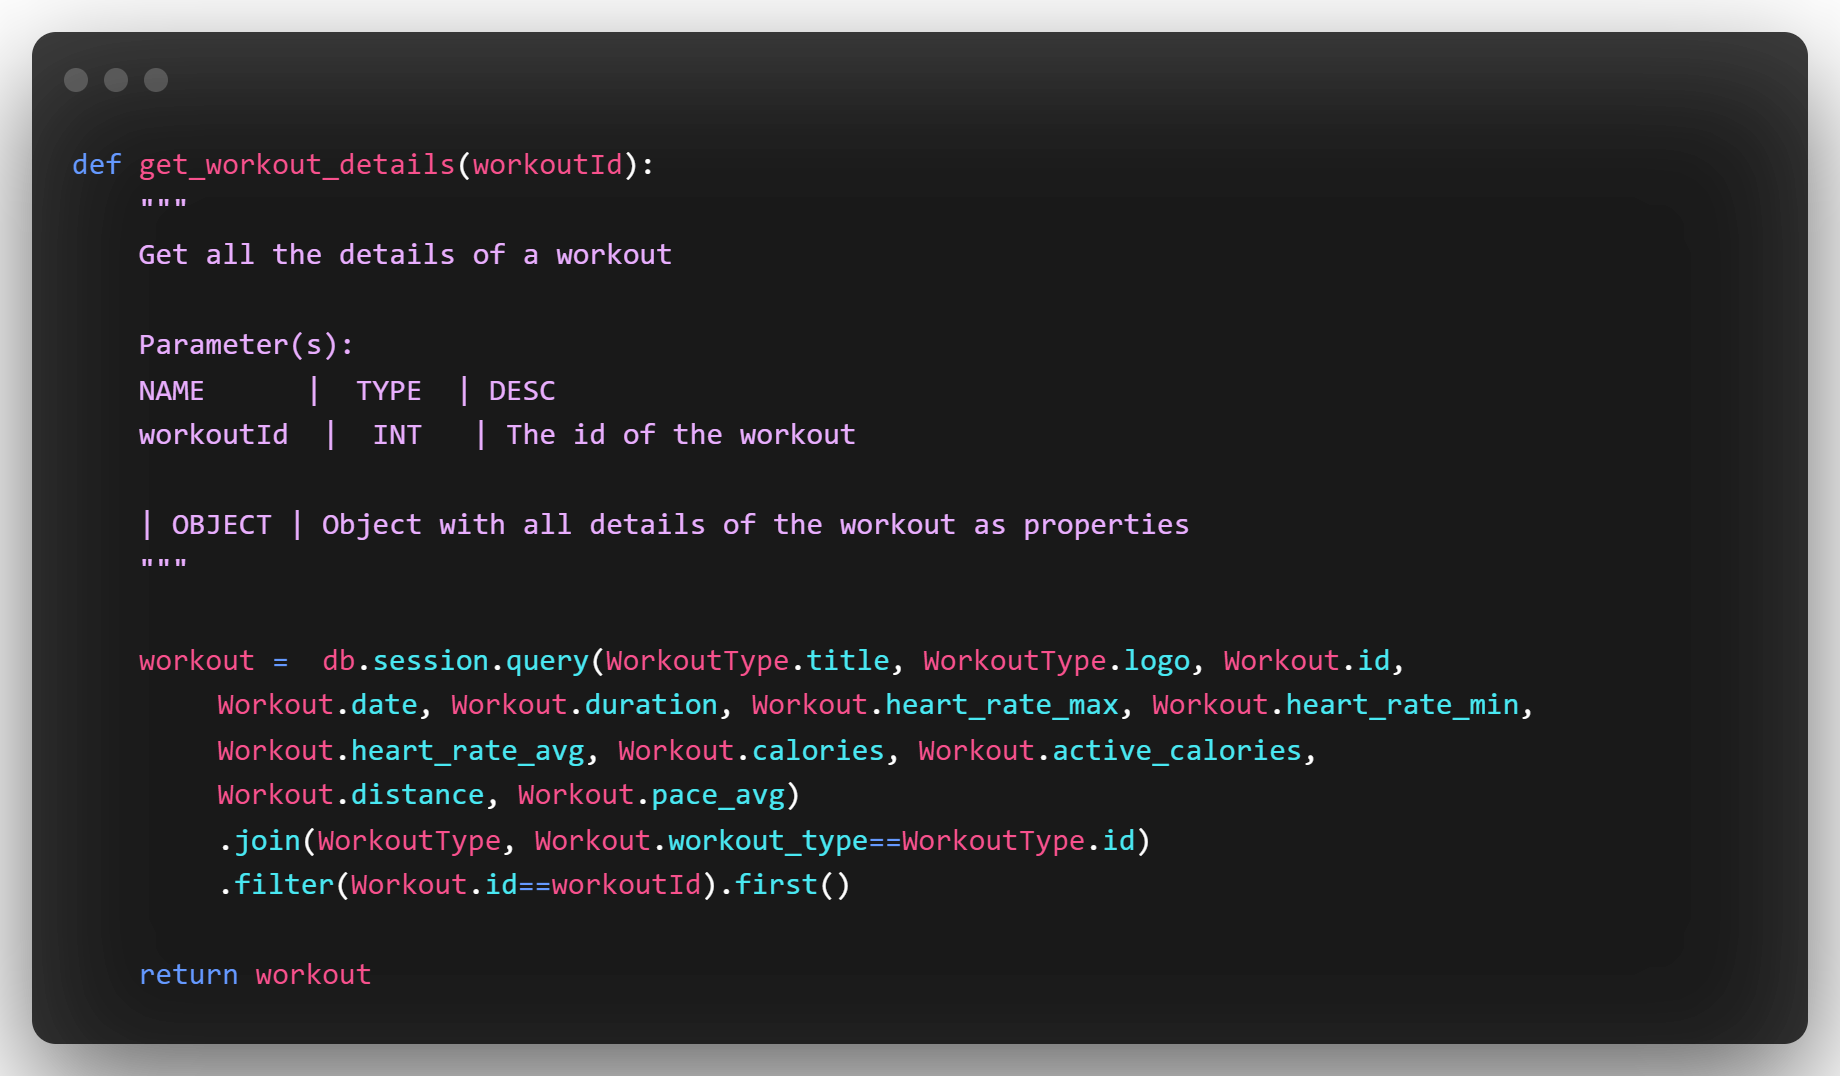 def get_workout_details(workoutId):
    """
    Get all the details of a workout

    Parameter(s):
    NAME      |  TYPE  | DESC
    workoutId  |  INT   | The id of the workout

    | OBJECT | Object with all details of the workout as properties
    """

    workout =  db.session.query(WorkoutType.title, WorkoutType.logo, Workout.id,
         Workout.date, Workout.duration, Workout.heart_rate_max, Workout.heart_rate_min,
         Workout.heart_rate_avg, Workout.calories, Workout.active_calories,
         Workout.distance, Workout.pace_avg)
         .join(WorkoutType, Workout.workout_type==WorkoutType.id)
         .filter(Workout.id==workoutId).first()

    return workout